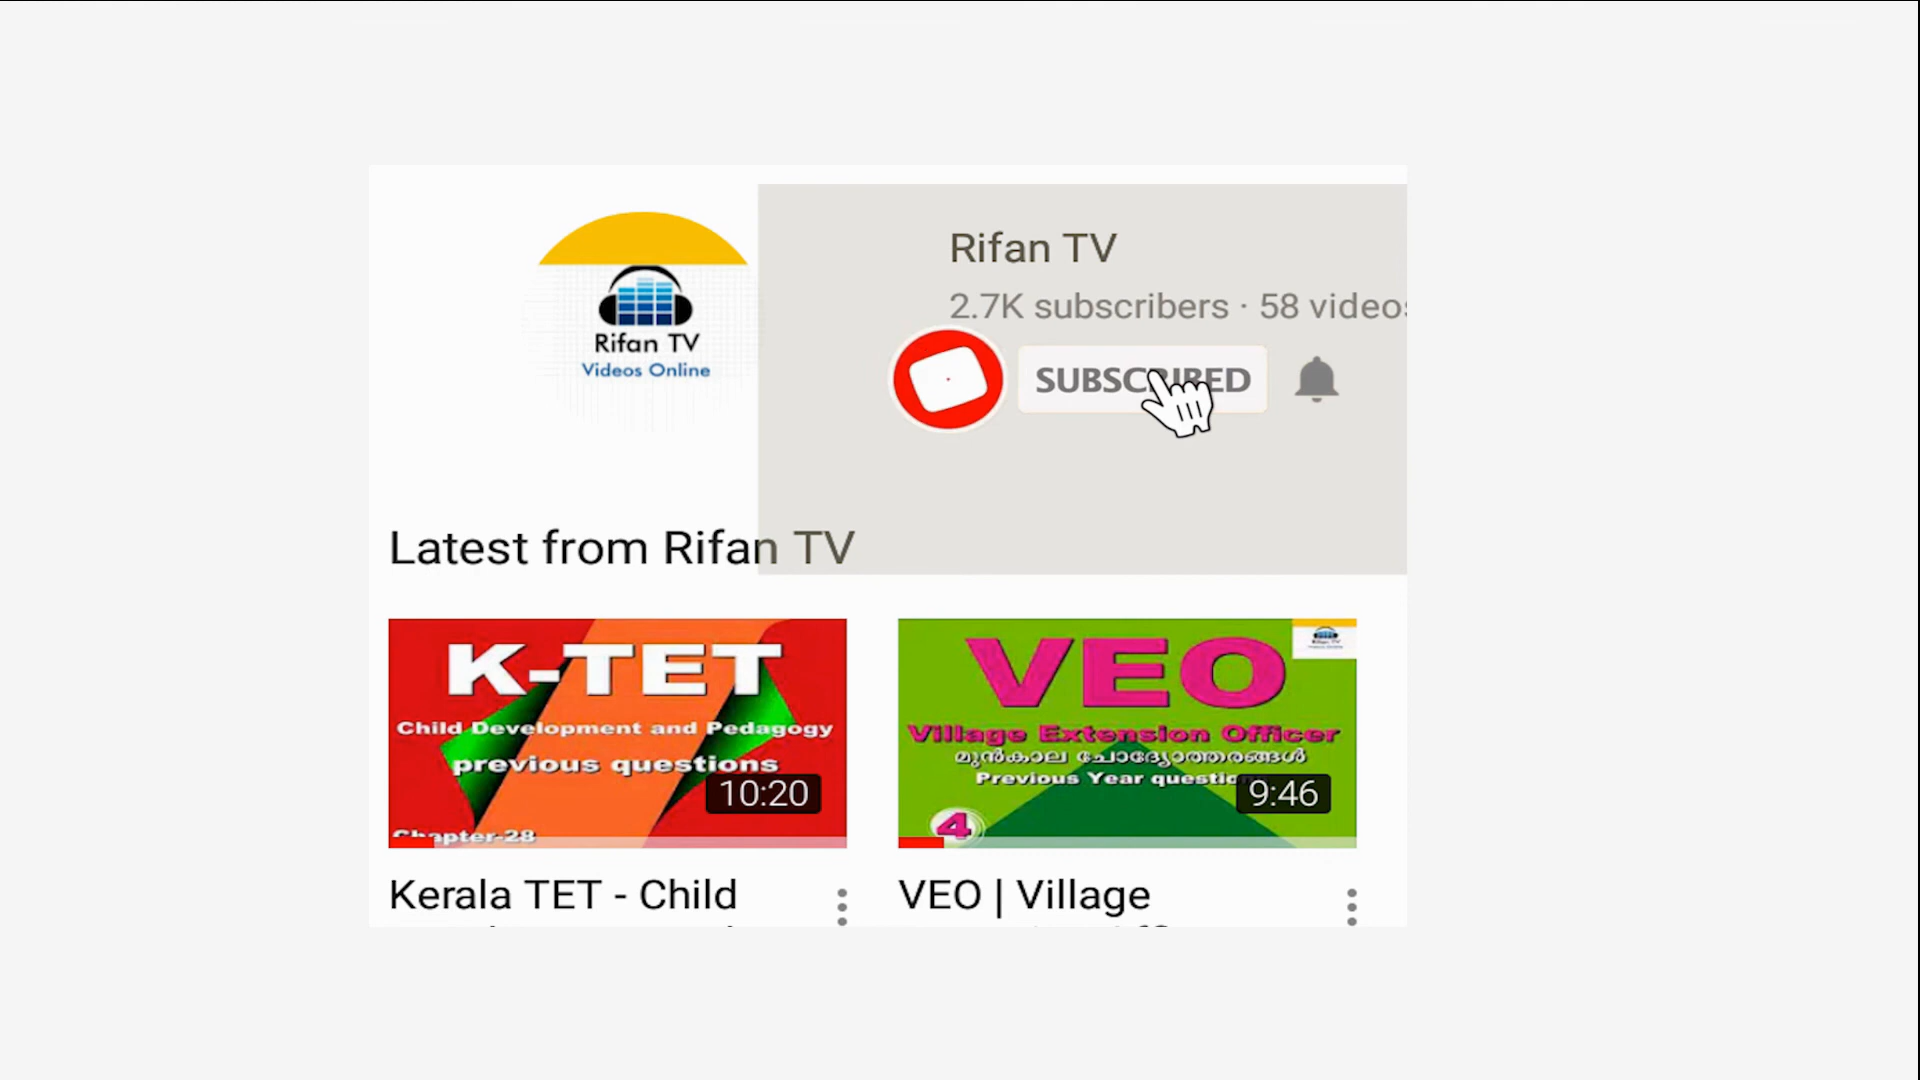 Rifan TV
Videos Online
Rifan TV
2.7K subscribers · 58 videos
SUBSCRIBED
Latest from Rifan TV
K-TET
Child Development and Pedagogy
previous questions
10:20
Chapter-28
VEO
Village Extension Officer
മുൻകാല ചോദ്യോത്തരങ്ങൾ
Previous Year question
9:46
4
Kerala TET - Child
VEO | Village